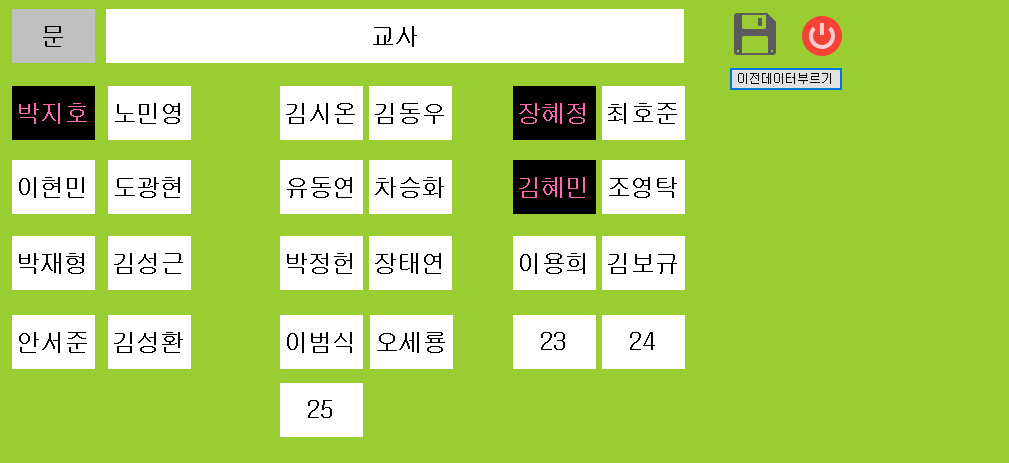 문 교사
이전데이터부르기
박지호 노민영 김시온 김동우 장혜정 최호준
이현민 도광현 유동연 차승화 김혜민 조영탁
박재형 김성근 박정헌 장태연 이용희 김보규
안서준 김성환 이범식 오세룡 23 24
25